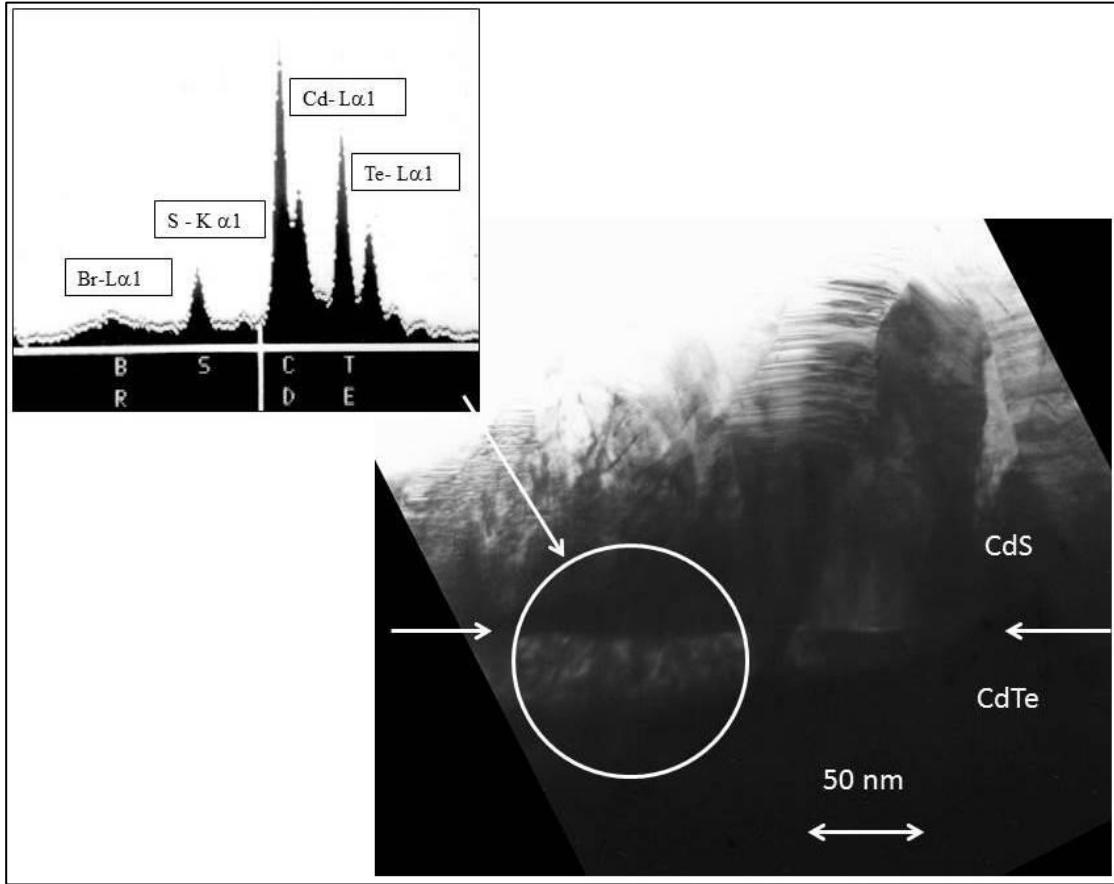 Cd- Lα1
Te- Lα1
S - K α1
Br-Lα1
B S C T
R D E
CdS
CdTe
50 nm